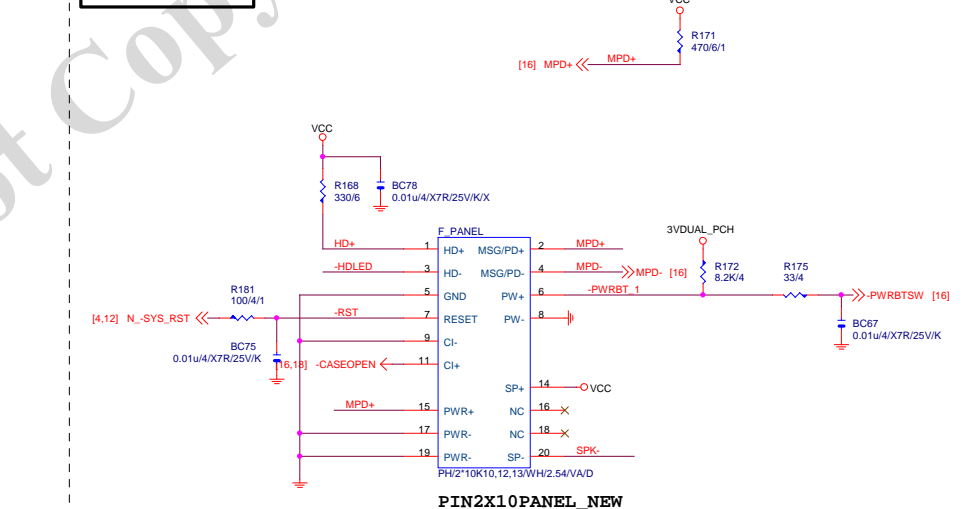 ot Copy
VCC
R171
470/6/1
[16] MPD+
MPD+
VCC
R168
330/6
BC78
0.01u/4/X7R/25V/K/X
F_PANEL
3VDUAL_PCH
HD+
1
HD+
MSG/PD+
2
MPD+
-HDLED
3
HD-
MSG/PD-
4
MPD-
MPD- [16]
R172
8.2K/4
R175
33/4
R181
100/4/1
5
GND
PW+
6
-PWRBT_1
-PWRBTSW [16]
[4,12] N_-SYS_RST
-RST
7
RESET
PW-
8
BC67
0.01u/4/X7R/25V/K
BC75
0.01u/4/X7R/25V/K
9
CI-
[16,18] -CASEOPEN
11
CI+
SP+
14
VCC
MPD+
15
PWR+
NC
16
17
PWR-
NC
18
19
PWR-
SP-
20
SPK-
PH/2*10K10,12,13/WH/2.54/VA/D
PIN2X10PANEL_NEW